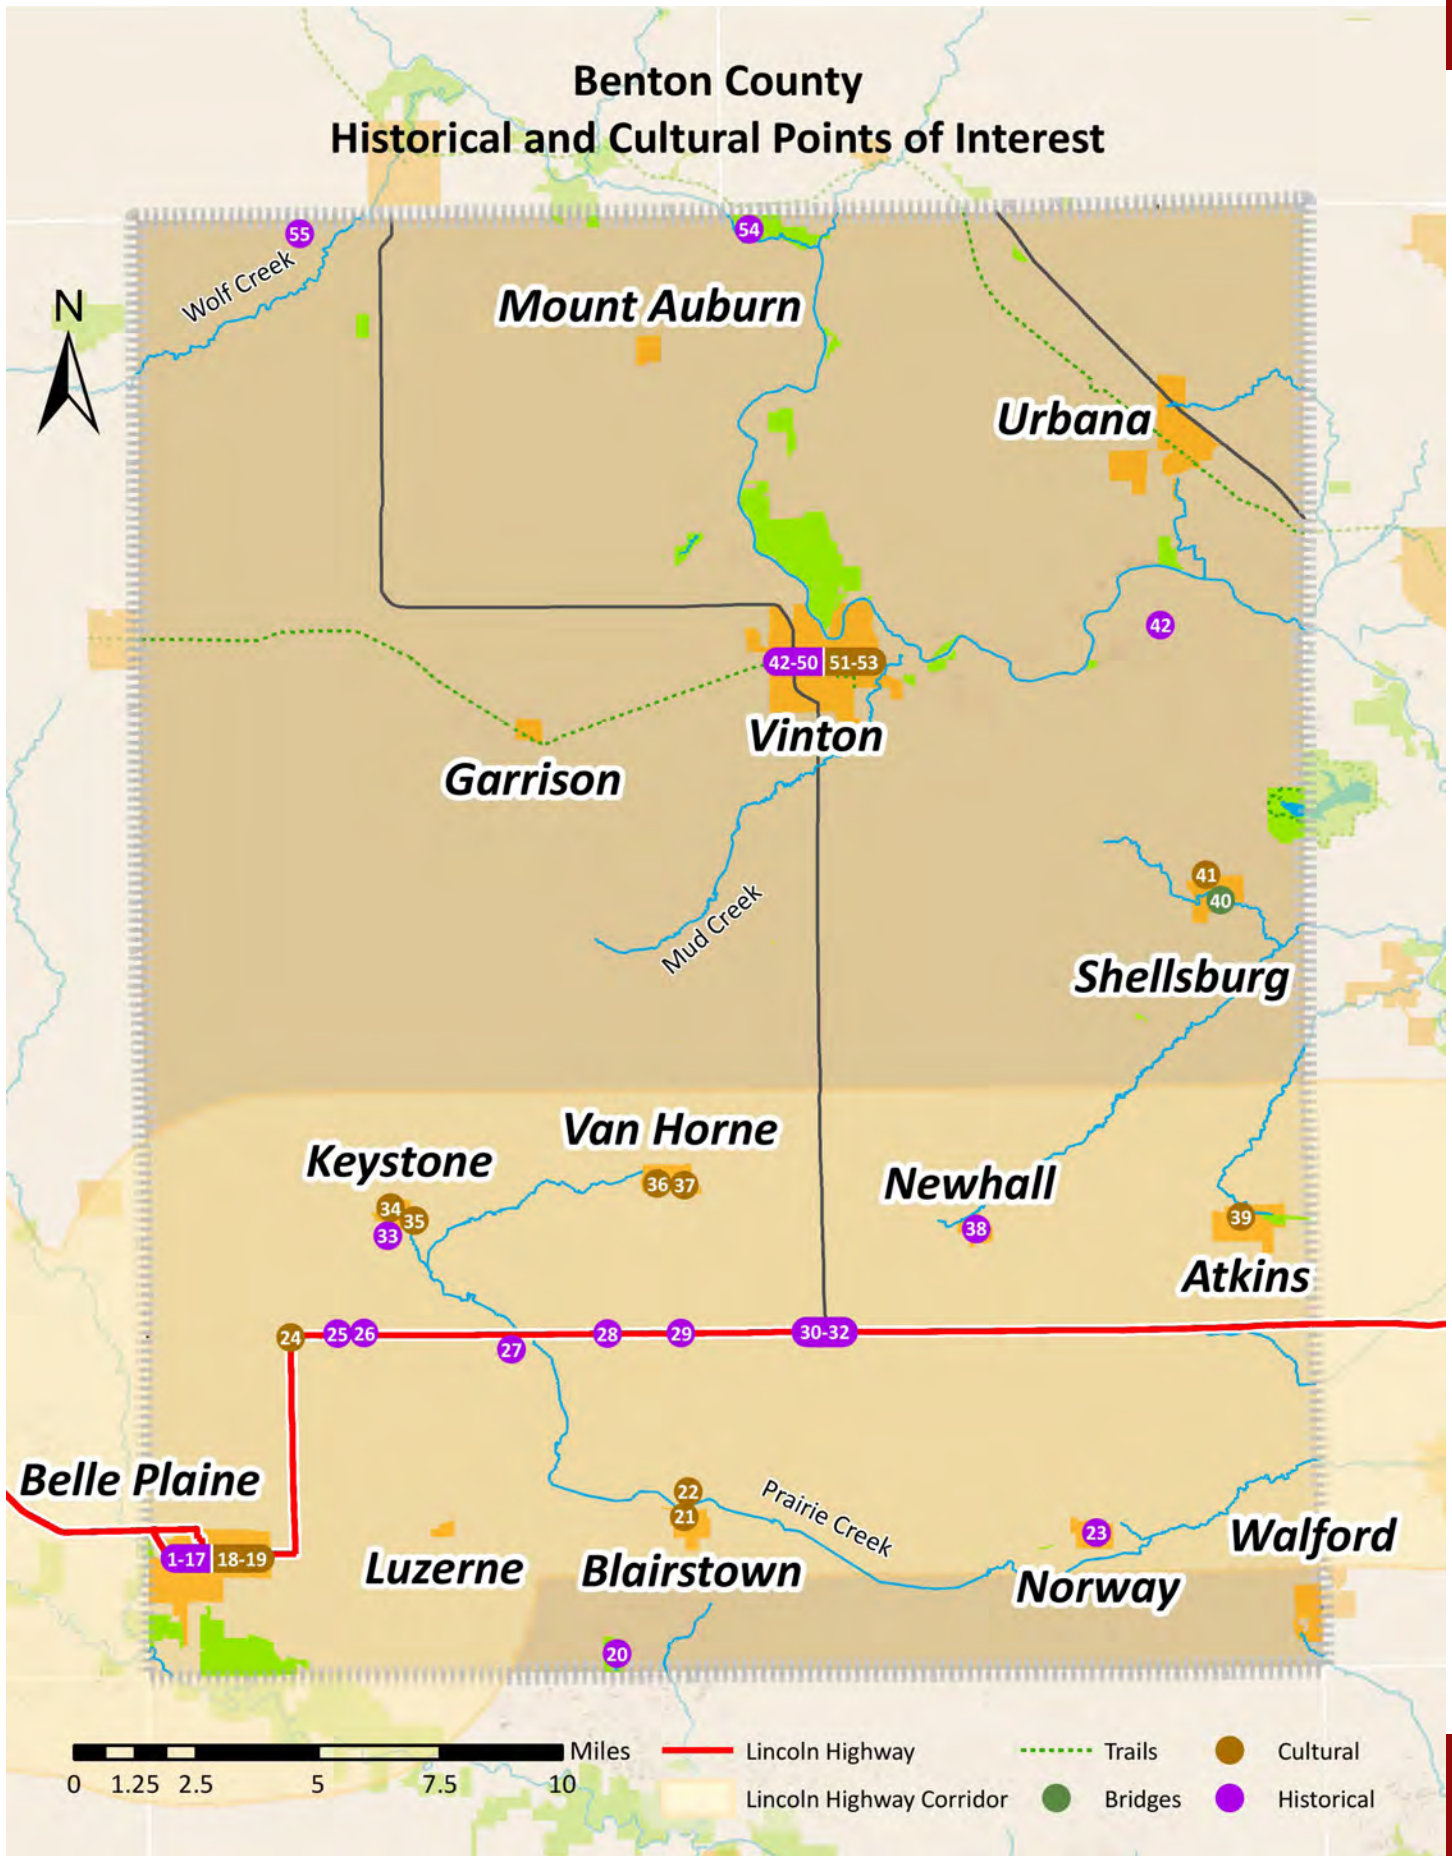 Benton County
Historical and Cultural Points of Interest
55
54
Wolf Creek
N
Mount Auburn
Urbana
42
42-50 51-53
Vinton
Garrison
41
40
Mud Creek
Shellsburg
Van Horne
Keystone
36 37
Newhall
34
35
33
38
39
Atkins
24 25 26 27 28 29 30-32
Belle Plaine
22
21
Prairie Creek
23
Walford
1-17 18-19
Luzerne
Blairstown
Norway
20
Miles
0 1.25 2.5 5 7.5 10
Lincoln Highway
Lincoln Highway Corridor
Trails
Bridges
Cultural
Historical